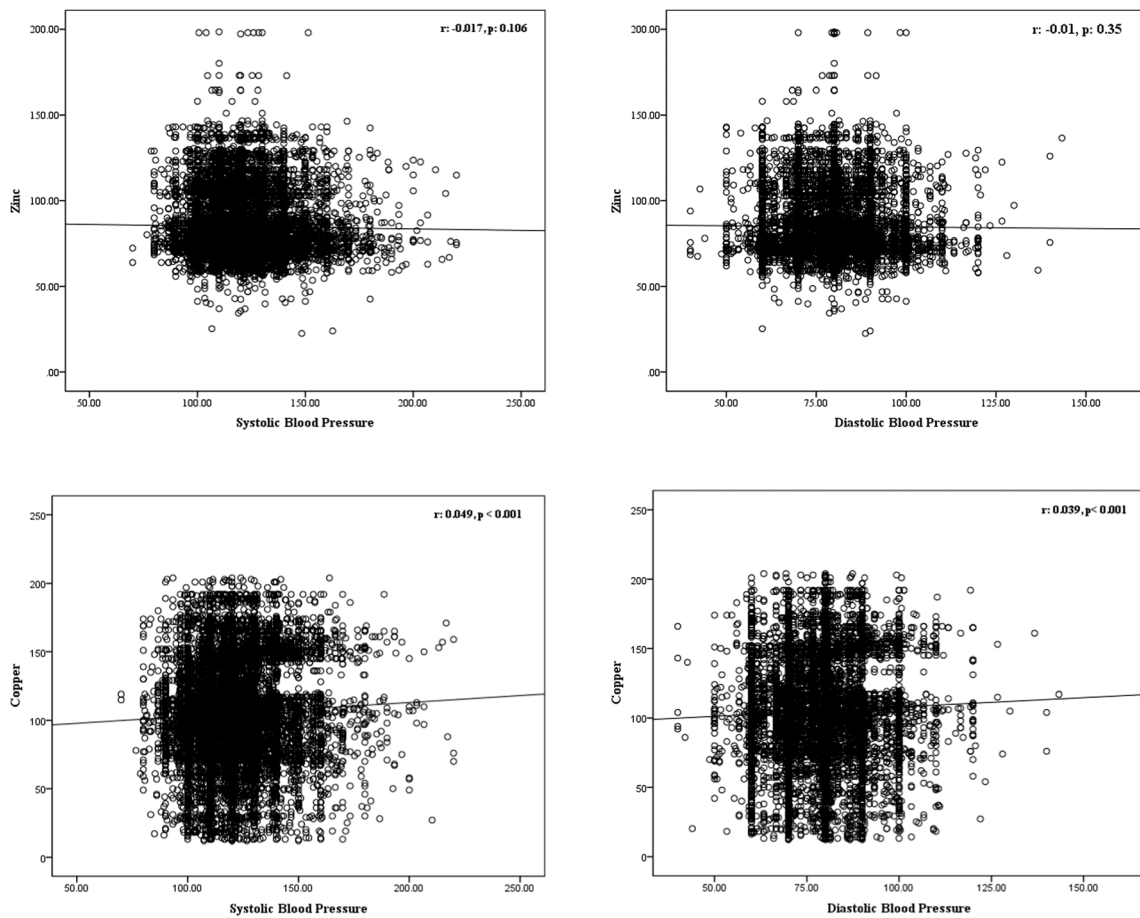 r: -0.017, p: 0.106
200.00
150.00
100.00
50.00
.00
Zinc
50.00 100.00 150.00 200.00 250.00
Systolic Blood Pressure
r: -0.01, p: 0.35
200.00
150.00
100.00
50.00
.00
Zinc
50.00 75.00 100.00 125.00 150.00
Diastolic Blood Pressure
r: 0.049, p < 0.001
250
200
150
100
50
0
Copper
50.00 100.00 150.00 200.00 250.00
Systolic Blood Pressure
r: 0.039, p< 0.001
250
200
150
100
50
0
Copper
50.00 75.00 100.00 125.00 150.00
Diastolic Blood Pressure